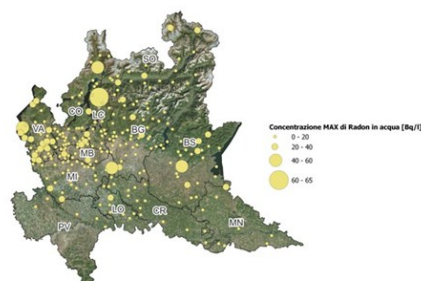 SO
CO
LC
VA
BG
BS
MB
MI
LO
CR
PV
MN
Concentrazione MAX di Radon in acqua [Bq/l]
0 - 20
20 - 40
40 - 60
60 - 65